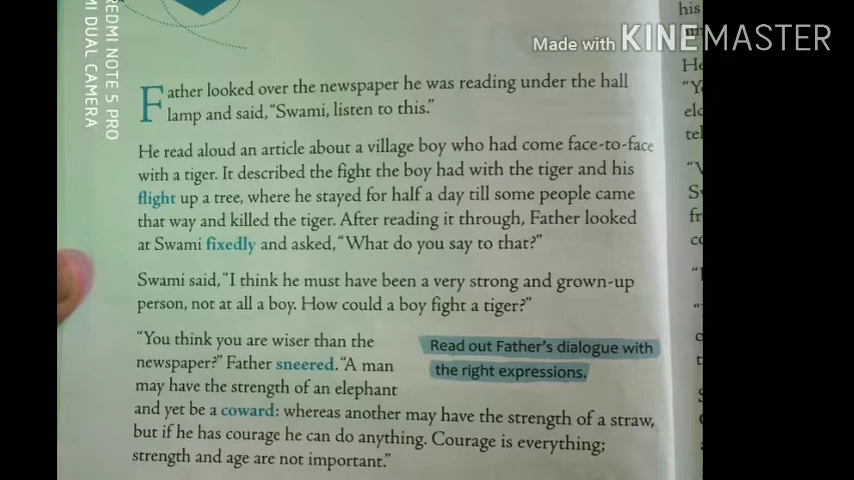 Made with KINEMASTER
REDMI NOTE 5 PRO
MI DUAL CAMERA
Father looked over the newspaper he was reading under the hall
lamp and said, “Swami, listen to this.”
He read aloud an article about a village boy who had come face-to-face
with a tiger. It described the fight the boy had with the tiger and his
flight up a tree, where he stayed for half a day till some people came
that way and killed the tiger. After reading it through, Father looked
at Swami fixedly and asked, “What do you say to that?”
Swami said, “I think he must have been a very strong and grown-up
person, not at all a boy. How could a boy fight a tiger?”
“You think you are wiser than the
newspaper?” Father sneered. “A man
may have the strength of an elephant
and yet be a coward: whereas another may have the strength of a straw,
but if he has courage he can do anything. Courage is everything;
strength and age are not important.”
Read out Father's dialogue with
the right expressions.
his
He